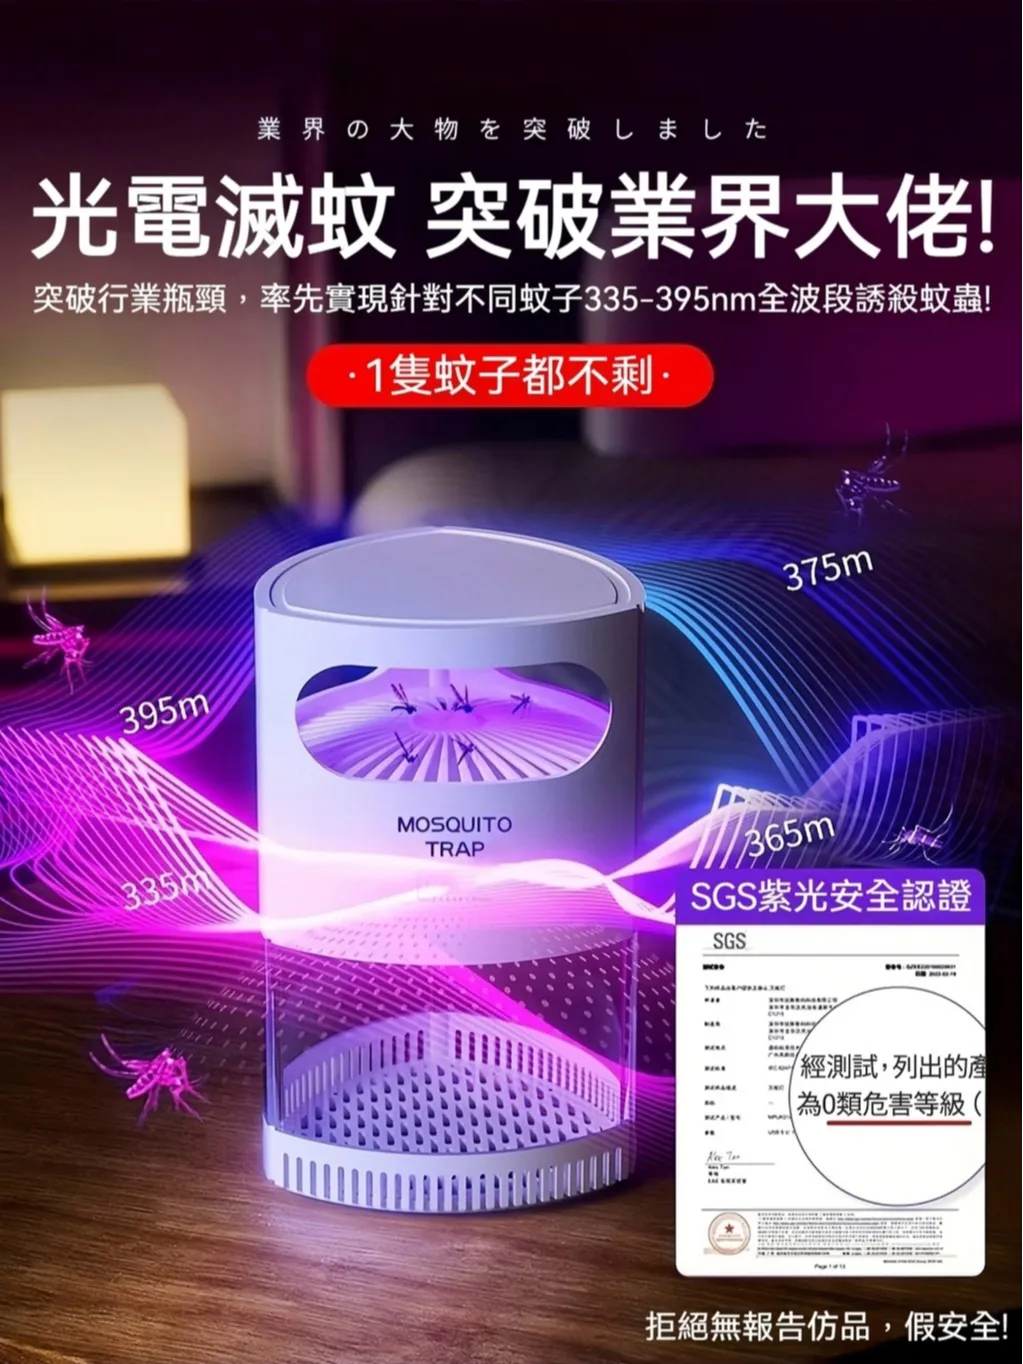 業界の大物を突破しました
光電滅蚊 突破業界大佬!
突破行業瓶頸，率先實現針對不同蚊子335-395nm全波段誘殺蚊蟲!
·1隻蚊子都不剩·
375m
395m
365m
335m
MOSQUITO
TRAP
SGS紫光安全認證
SGS
經測試，列出的產
為0類危害等級（
Page 1 of 13
拒絕無報告仿品，假安全!